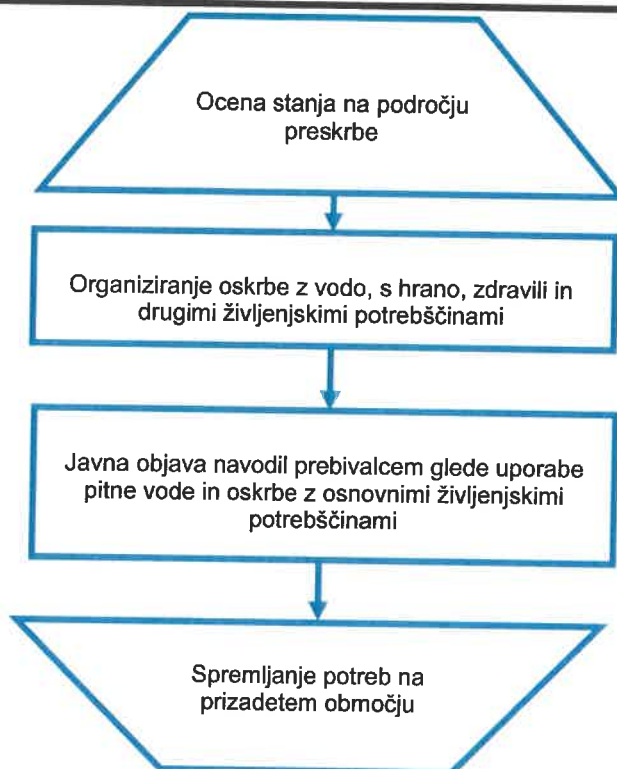 Ocena stanja na področju
preskrbe
Organiziranje oskrbe z vodo, s hrano, zdravili in
drugimi življenjskimi potrebščinami
Javna objava navodil prebivalcem glede uporabe
pitne vode in oskrbe z osnovnimi življenjskimi
potrebščinami
Spremljanje potreb na
prizadetem območju